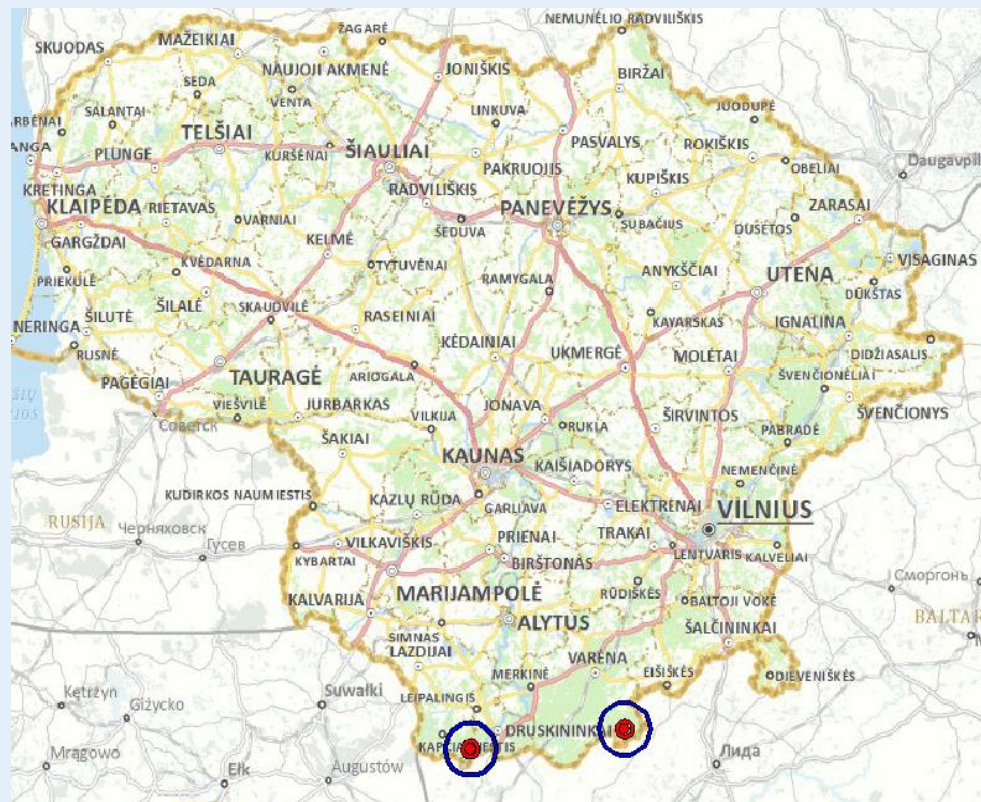 NEMUNĖLIO RADVILIŠKIS
ŽAGARĖ
MAŽEIKIAI
SKUODAS
NAUJOJI AKMENĖ
JONIŠKIS
BIRŽAI
SEDA
VENTA
LINKUVA
JUODUPĖ
SALANTAI
TELŠIAI
PASVALYS
ROKIŠKIS
PLUNGĖ
KURŠĖNAI
ŠIAULIAI
PAKRUOJIS
Daugavpil
OBELIAI
KRETINGA
RADVILIŠKIS
KUPIŠKIS
KLAIPĖDA
RIETAVAS
VARNIAI
PANEVĖŽYS
SUBAČIUS
ZARASAI
ŠEDUVA
DUSETOS
GARGŽDAI
KELMĖ
KVĖDARNA
TYTUVĖNAI
VISAGINAS
PRIEKULĖ
RAMYGALA
ANYKŠČIAI
UTENA
DŪKŠTAS
ŠILALĖ
SKAUDVILĖ
RASEINIAI
KAVARSKAS
IGNALINA
NERINGA
ŠILUTĖ
KĖDAINIAI
UKMERGĖ
MOLĖTAI
DIDŽIASALIS
RUSNĖ
TAURAGĖ
ARIOGALA
ŠVENČIONĖLIAI
PAGĖGIAI
VIEŠVILĖ
JURBARKAS
JONAVA
ŠIRVINTOS
ŠVENČIONYS
VILKIJA
Советск
RUKLA
PABRADĖ
ŠAKIAI
KAUNAS
KAIŠIADORYS
NEMENČINĖ
KUDIRKOS NAUMIESTIS
KAZLŲ RŪDA
GARLIAVA
ELEKTRĖNAI
VILNIUS
RUSIJA
Черняховск
TRAKAI
VILKAVIŠKIS
PRIENAI
Гусев
LENTVARIS
KALVELIAI
KYBARTAI
BIRŠTONAS
Сморгонь
MARIJAMPOLĖ
RŪDIŠKĖS
KALVARIJA
BALTOJI VOKĖ
BALTAR
ALYTUS
ŠALČININKAI
SIMNAS
LAZDIJAI
VARĖNA
MERKINĖ
EIŠIŠKĖS
DIEVENIŠKĖS
Kętrzyn
Suwałki
LEIPALINGIS
Giżycko
DRUSKININKAI
Mrągowo
Лида
Ełk
Augustów